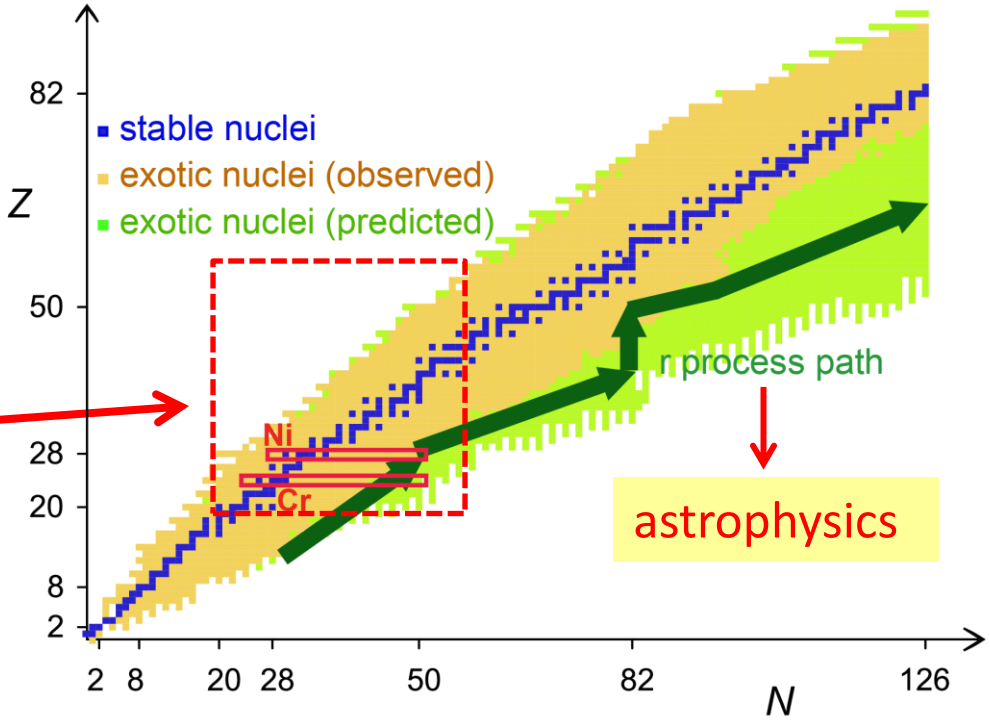 82
stable nuclei
exotic nuclei (observed)
Z
exotic nuclei (predicted)
50
r process path
Ni
28
Cr
20
astrophysics
8
2
2 8 20 28 50 82 126
N